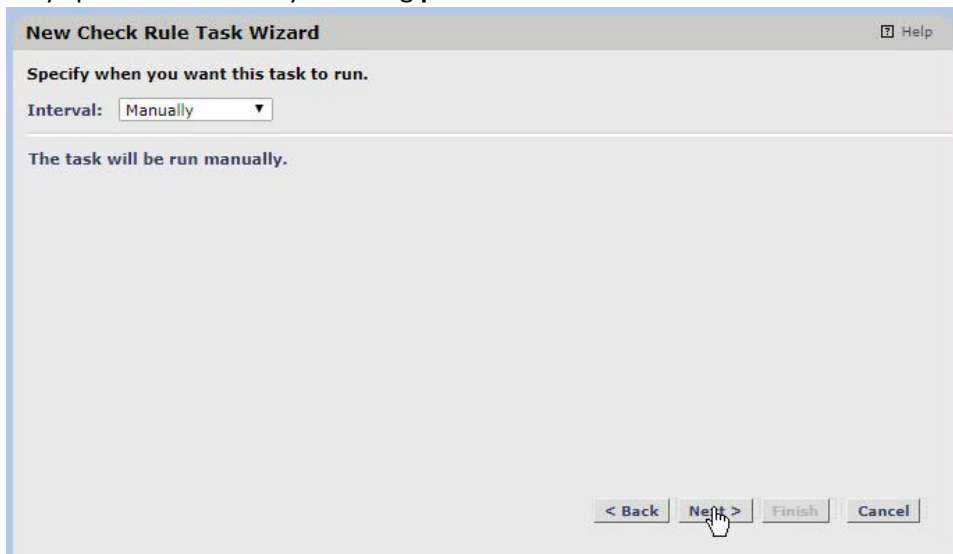 New Check Rule Task Wizard
? Help
Specify when you want this task to run.
Interval: Manually
The task will be run manually.
< Back Next > Finish Cancel